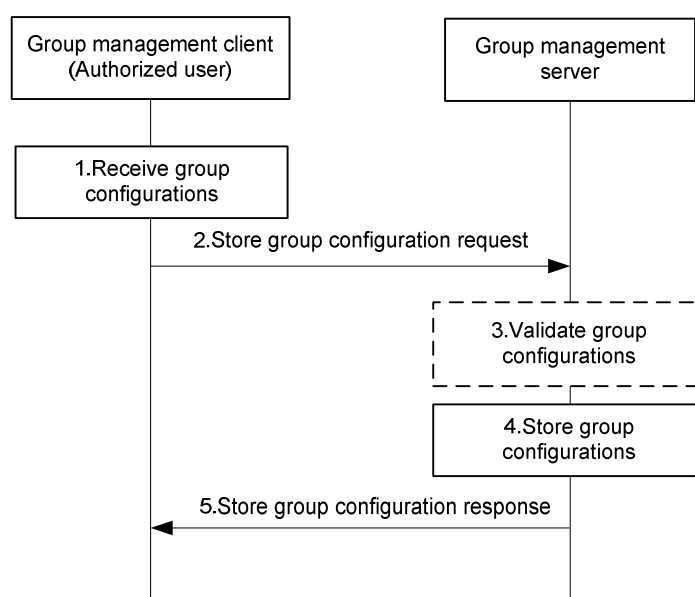 Group management client
(Authorized user)
Group management
server
1.Receive group
configurations
2.Store group configuration request
3.Validate group
configurations
4.Store group
configurations
5.Store group configuration response